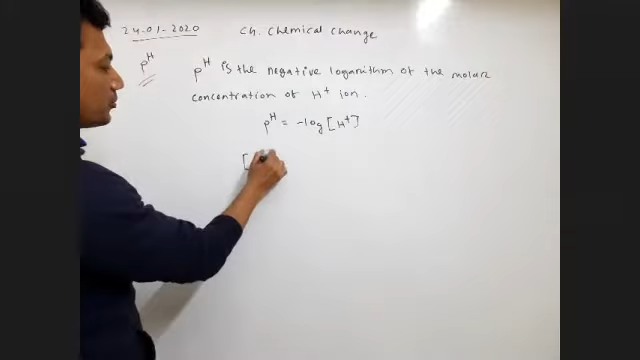 24-01-2020 Ch. Chemical Change
pH
pH is the negative logarithm of the molar
concentration of H+ ion.
pH = -log [H+]
[